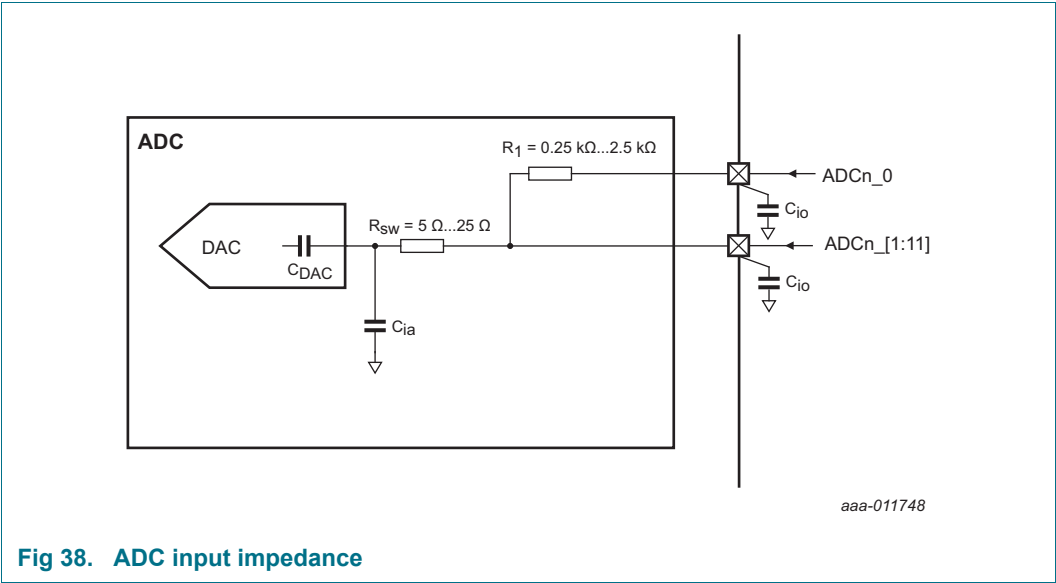 ADC
R1 = 0.25 kΩ...2.5 kΩ
ADCn_0
Cio
Rsw = 5 Ω...25 Ω
DAC
CDAC
ADCn_[1:11]
Cio
Cia
aaa-011748
Fig 38. ADC input impedance